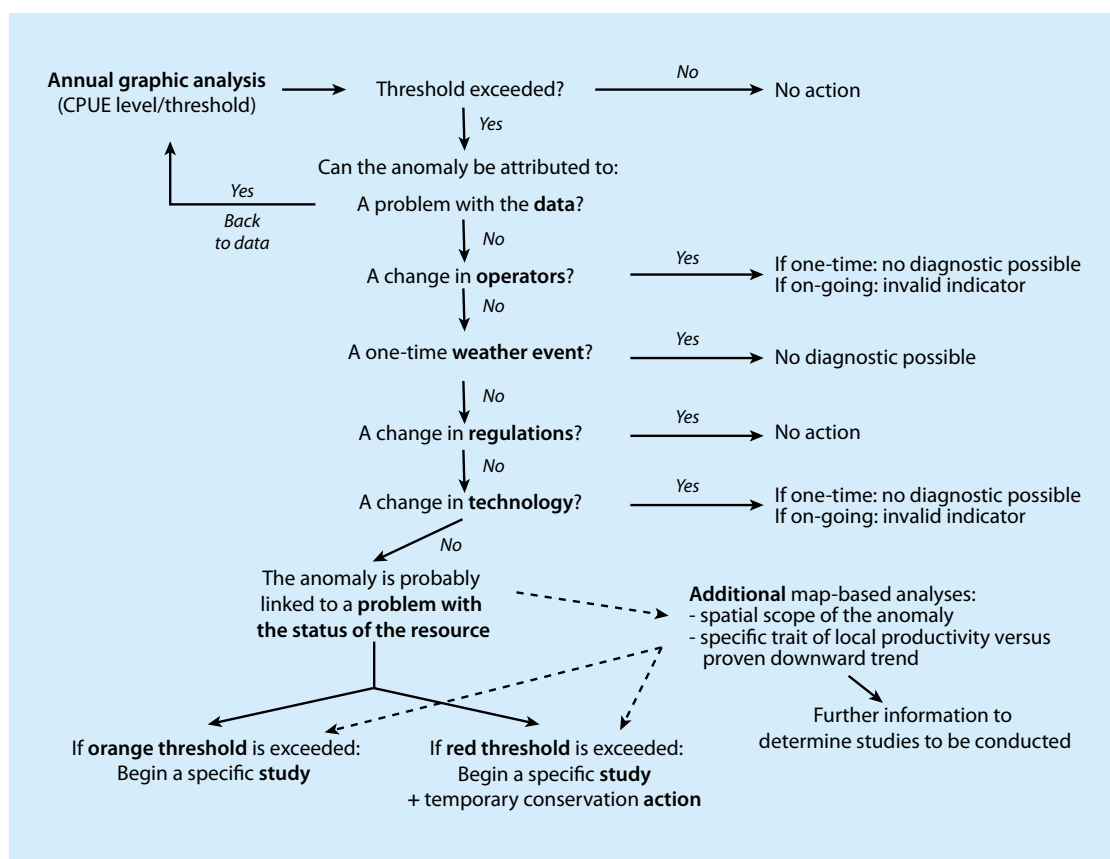 Annual graphic analysis
(CPUE level/threshold)
Threshold exceeded?
No
No action
Yes
Can the anomaly be attributed to:
Yes
Back
to data
A problem with the data?
No
A change in operators?
Yes
If one-time: no diagnostic possible
If on-going: invalid indicator
No
A one-time weather event?
Yes
No diagnostic possible
No
A change in regulations?
Yes
No action
No
A change in technology?
Yes
If one-time: no diagnostic possible
If on-going: invalid indicator
No
The anomaly is probably
linked to a problem with
the status of the resource
Additional map-based analyses:
- spatial scope of the anomaly
- specific trait of local productivity versus
proven downward trend
Further information to
determine studies to be conducted
If orange threshold is exceeded:
Begin a specific study
If red threshold is exceeded:
Begin a specific study
+ temporary conservation action